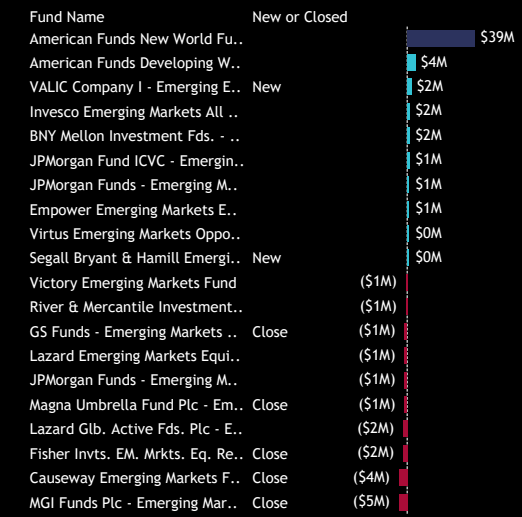 Fund Name New or Closed
American Funds New World Fu.. $39M
American Funds Developing W.. $4M
VALIC Company I - Emerging E.. New $2M
Invesco Emerging Markets All .. $2M
BNY Mellon Investment Fds. - .. $2M
JPMorgan Fund ICVC - Emergin.. $1M
JPMorgan Funds - Emerging M.. $1M
Empower Emerging Markets E.. $1M
Virtus Emerging Markets Oppo.. $0M
Segall Bryant & Hamill Emergi.. New $0M
Victory Emerging Markets Fund ($1M)
River & Mercantile Investment.. ($1M)
GS Funds - Emerging Markets .. Close ($1M)
Lazard Emerging Markets Equi.. ($1M)
JPMorgan Funds - Emerging M.. ($1M)
Magna Umbrella Fund Plc - Em.. Close ($1M)
Lazard Glb. Active Fds. Plc - E.. ($2M)
Fisher Invts. EM. Mrkts. Eq. Re.. Close ($2M)
Causeway Emerging Markets F.. Close ($4M)
MGI Funds Plc - Emerging Mar.. Close ($5M)